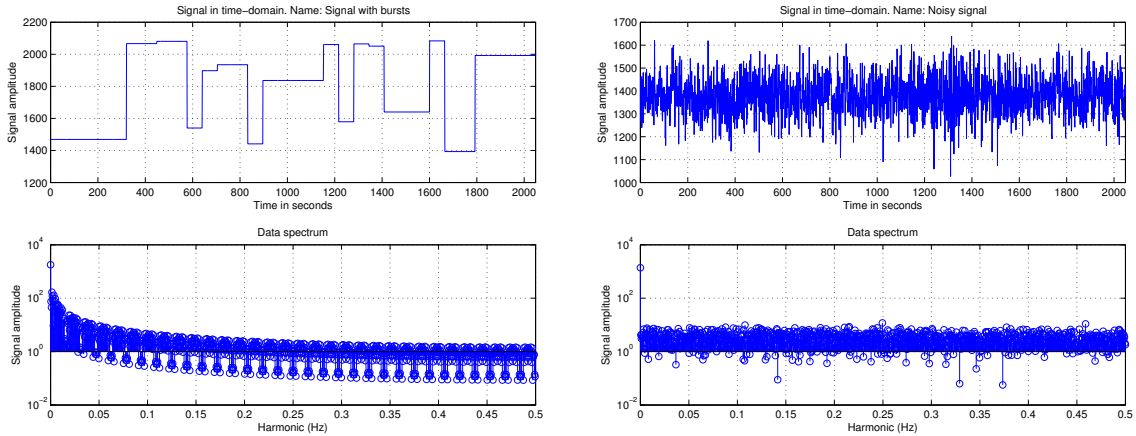 Signal in time−domain. Name: Signal with bursts
Signal amplitude
2200
2000
1800
1600
1400
1200
0 200 400 600 800 1000 1200 1400 1600 1800 2000
Time in seconds
Signal in time−domain. Name: Noisy signal
Signal amplitude
1700
1600
1500
1400
1300
1200
1100
1000
0 200 400 600 800 1000 1200 1400 1600 1800 2000
Time in seconds
Data spectrum
Signal amplitude
10^4
10^2
10^0
10^−2
0 0.05 0.1 0.15 0.2 0.25 0.3 0.35 0.4 0.45 0.5
Harmonic (Hz)
Data spectrum
Signal amplitude
10^4
10^2
10^0
10^−2
0 0.05 0.1 0.15 0.2 0.25 0.3 0.35 0.4 0.45 0.5
Harmonic (Hz)